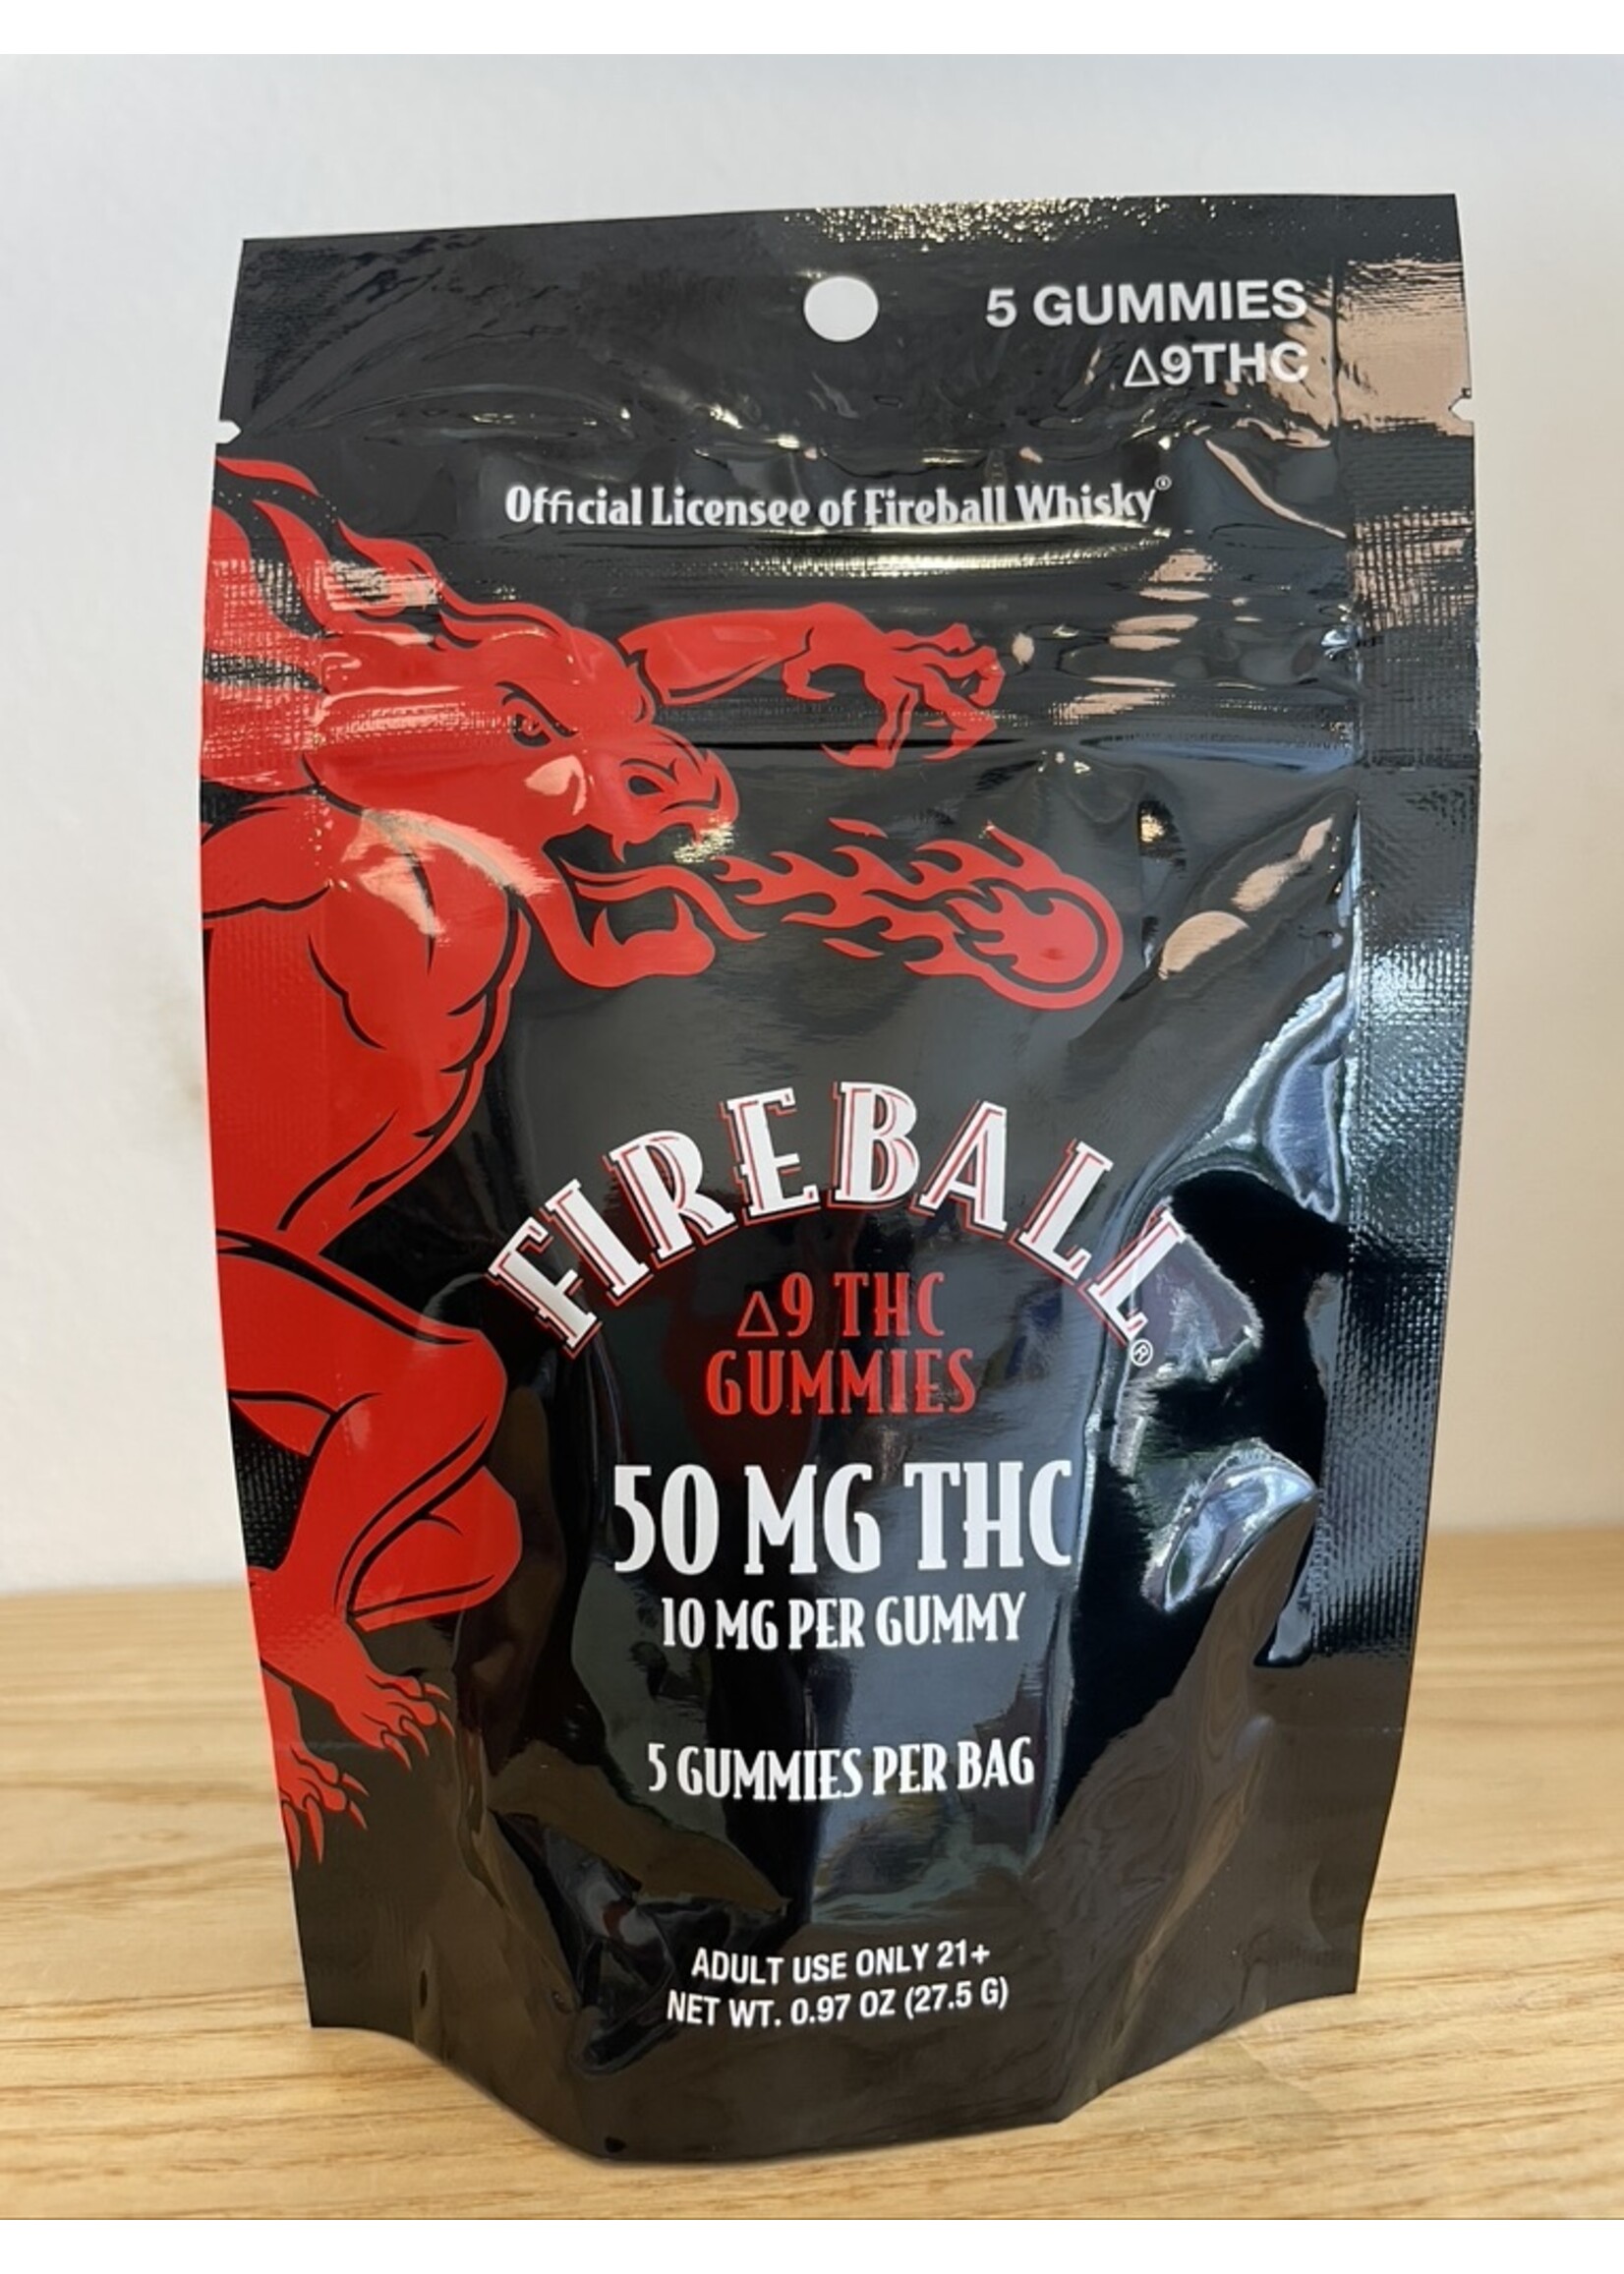 5 GUMMIES
Δ9THC
Official Licensee of Fireball Whisky®
FIREBALL®
Δ9 THC
GUMMIES
50 MG THC
10 MG PER GUMMY
5 GUMMIES PER BAG
ADULT USE ONLY 21+
NET WT. 0.97 OZ (27.5 G)